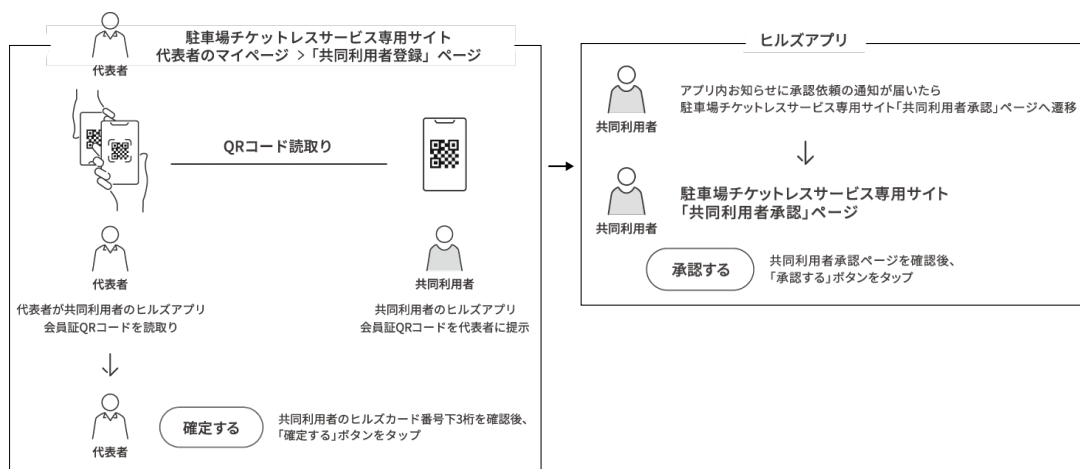 駐車場チケットレスサービス専用サイト
代表者のマイページ >「共同利用者登録」ページ
代表者
QRコード読取り
代表者
代表者が共同利用者のヒルズアプリ
会員証QRコードを読取り
共同利用者
共同利用者のヒルズアプリ
会員証QRコードを代表者に提示
代表者
確定する
共同利用者のヒルズカード番号下3桁を確認後、
「確定する」ボタンをタップ
ヒルズアプリ
共同利用者
アプリ内お知らせに承認依頼の通知が届いたら
駐車場チケットレスサービス専用サイト「共同利用者承認」ページへ遷移
共同利用者
駐車場チケットレスサービス専用サイト
「共同利用者承認」ページ
承認する
共同利用者承認ページを確認後、
「承認する」ボタンをタップ